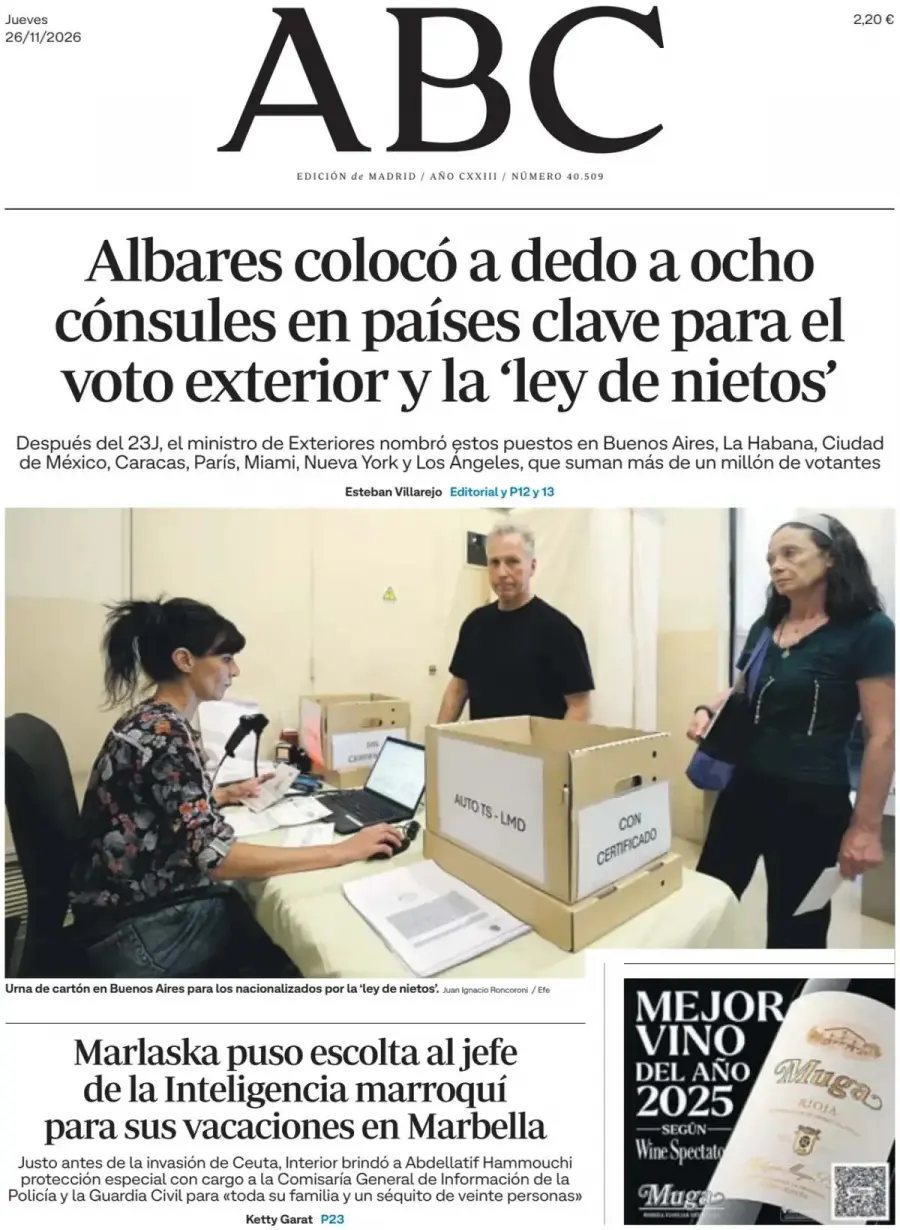 Jueves
26/11/2026
2,20 €
ABC
EDICIÓN de MADRID / AÑO CXXIII / NÚMERO 40.509
Albares colocó a dedo a ocho
cónsules en países clave para el
voto exterior y la ‘ley de nietos’
Después del 23J, el ministro de Exteriores nombró estos puestos en Buenos Aires, La Habana, Ciudad
de México, Caracas, París, Miami, Nueva York y Los Ángeles, que suman más de un millón de votantes
Esteban Villarejo Editorial y P12 y 13
AUTO TS - LMD
CON
CERTIFICADO
Urna de cartón en Buenos Aires para los nacionalizados por la ‘ley de nietos’. Juan Ignacio Roncoroni / Efe
Marlaska puso escolta al jefe
de la Inteligencia marroquí
para sus vacaciones en Marbella
Justo antes de la invasión de Ceuta, Interior brindó a Abdellatif Hammouchi
protección especial con cargo a la Comisaría General de Información de la
Policía y la Guardia Civil para «toda su familia y un séquito de veinte personas»
Ketty Garat P23
MEJOR
VINO
DEL AÑO
2025
SEGÚN
Wine Spectato
Muga
Muga
RIOJA